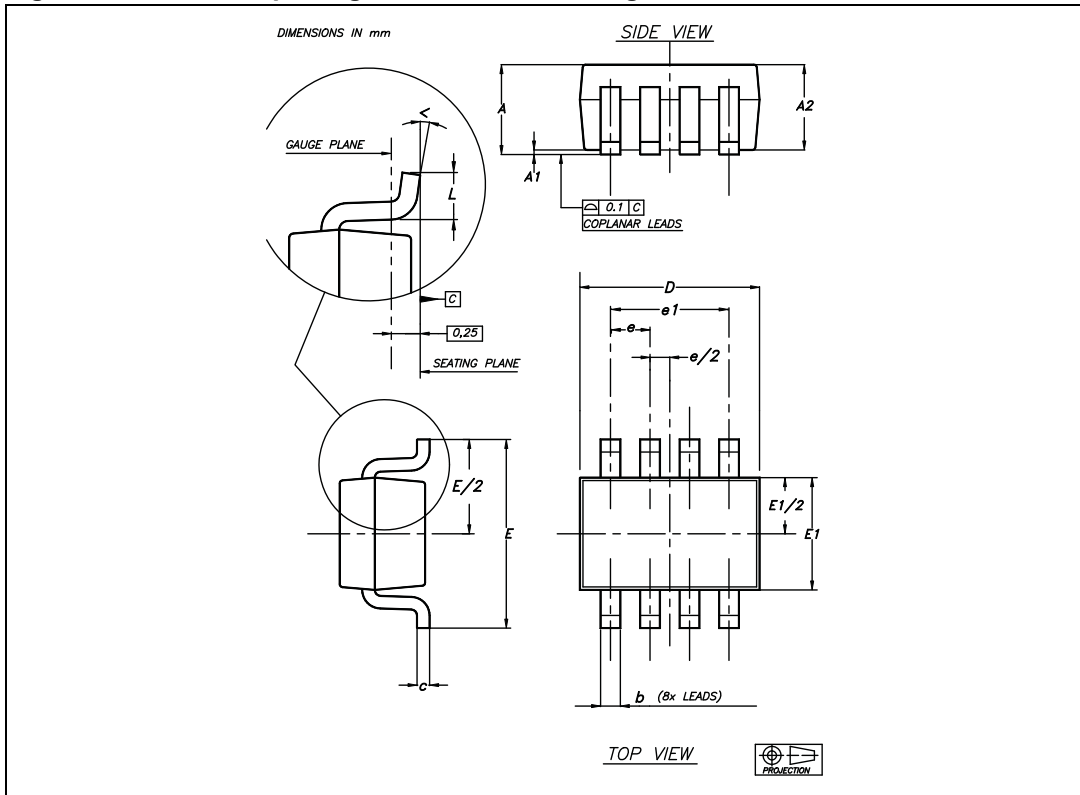 DIMENSIONS IN mm
SIDE VIEW
A
A2
A1
0.1 C
COPLANAR LEADS
GAUGE PLANE
L
C
0,25
SEATING PLANE
D
e1
e
e/2
E/2
E
E1/2
E1
c
b (8x LEADS)
TOP VIEW
PROJECTION